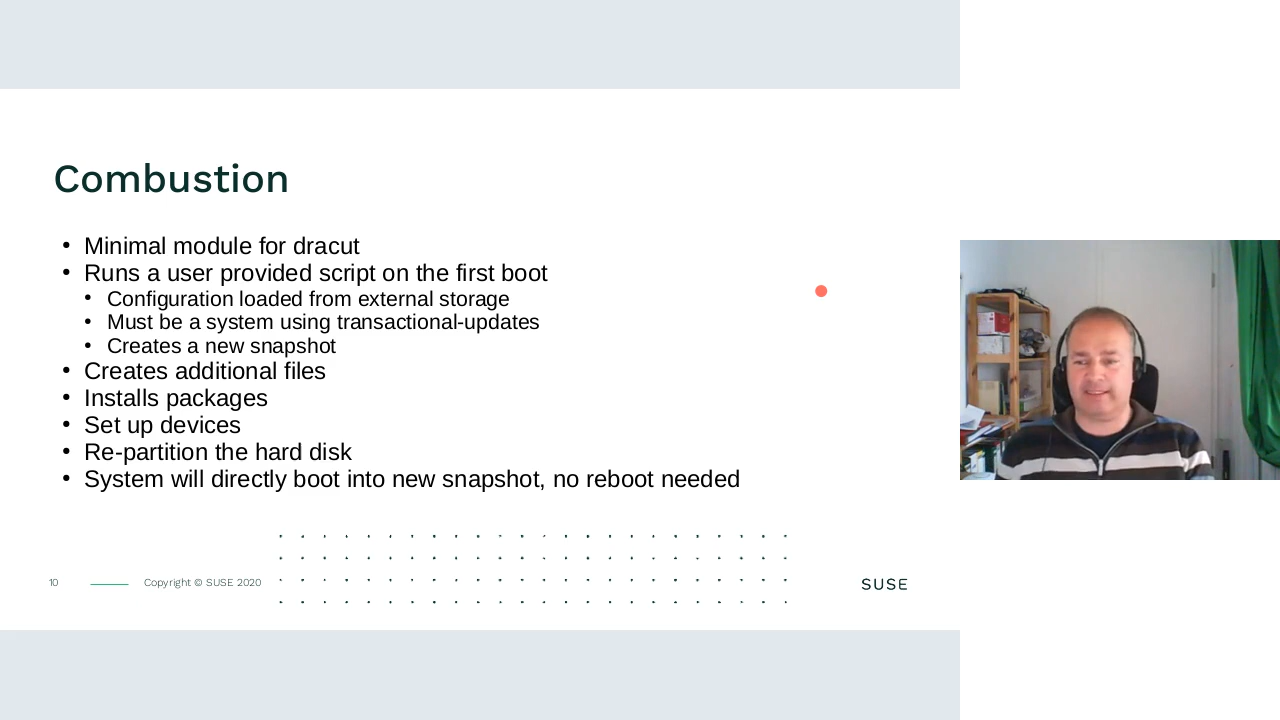 Combustion
• Minimal module for dracut
• Runs a user provided script on the first boot
• Configuration loaded from external storage
• Must be a system using transactional-updates
• Creates a new snapshot
• Creates additional files
• Installs packages
• Set up devices
• Re-partition the hard disk
• System will directly boot into new snapshot, no reboot needed
10
Copyright © SUSE 2020
SUSE